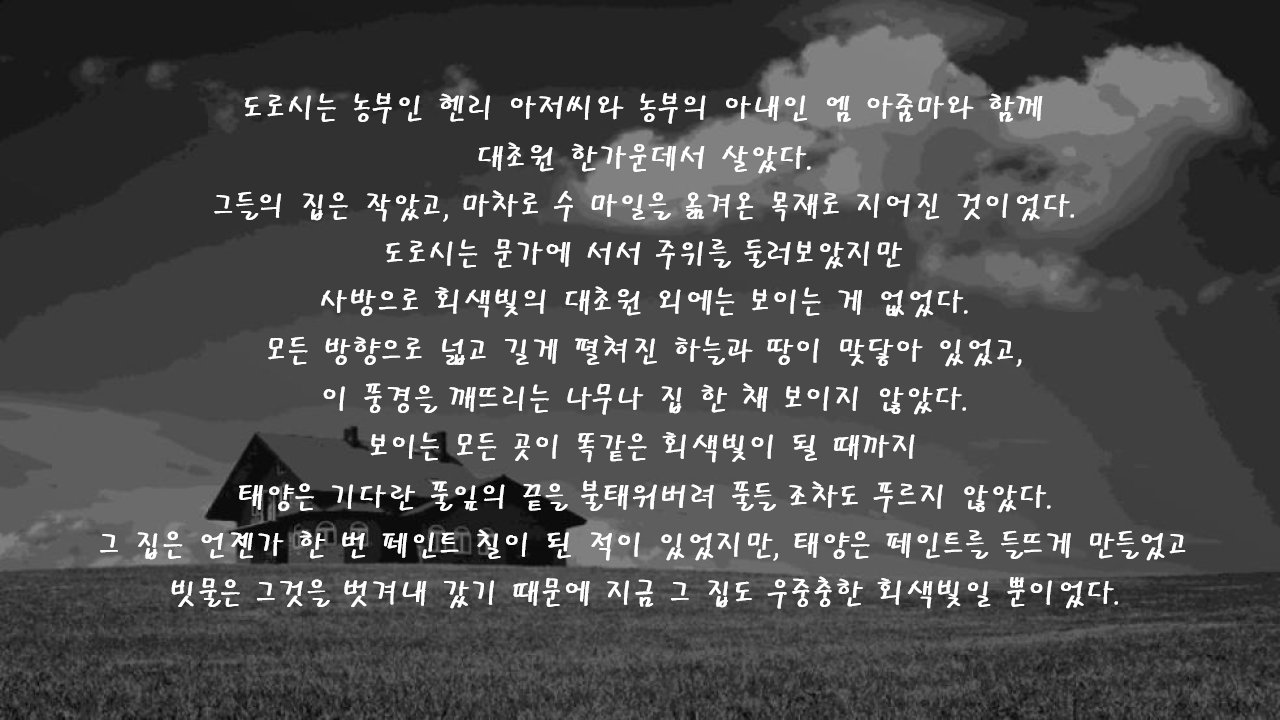 도로시는 농부인 헨리 아저씨와 농부의 아내인 엠 아줌마와 함께
대초원 한가운데서 살았다.
그들의 집은 작았고, 마차로 수 마일을 옮겨온 목재로 지어진 것이었다.
도로시는 문가에 서서 주위를 둘러보았지만
사방으로 회색빛의 대초원 외에는 보이는 게 없었다.
모든 방향으로 넓고 길게 펼쳐진 하늘과 땅이 맞닿아 있었고,
이 풍경을 깨뜨리는 나무나 집 한 채 보이지 않았다.
보이는 모든 곳이 똑같은 회색빛이 될 때까지
태양은 기다란 풀잎의 끝을 불태워버려 풀들 조차도 푸르지 않았다.
그 집은 언젠가 한 번 페인트 칠이 된 적이 있었지만, 태양은 페인트를 들뜨게 만들었고
빗물은 그것을 벗겨내 갔기 때문에 지금 그 집도 우중충한 회색빛일 뿐이었다.